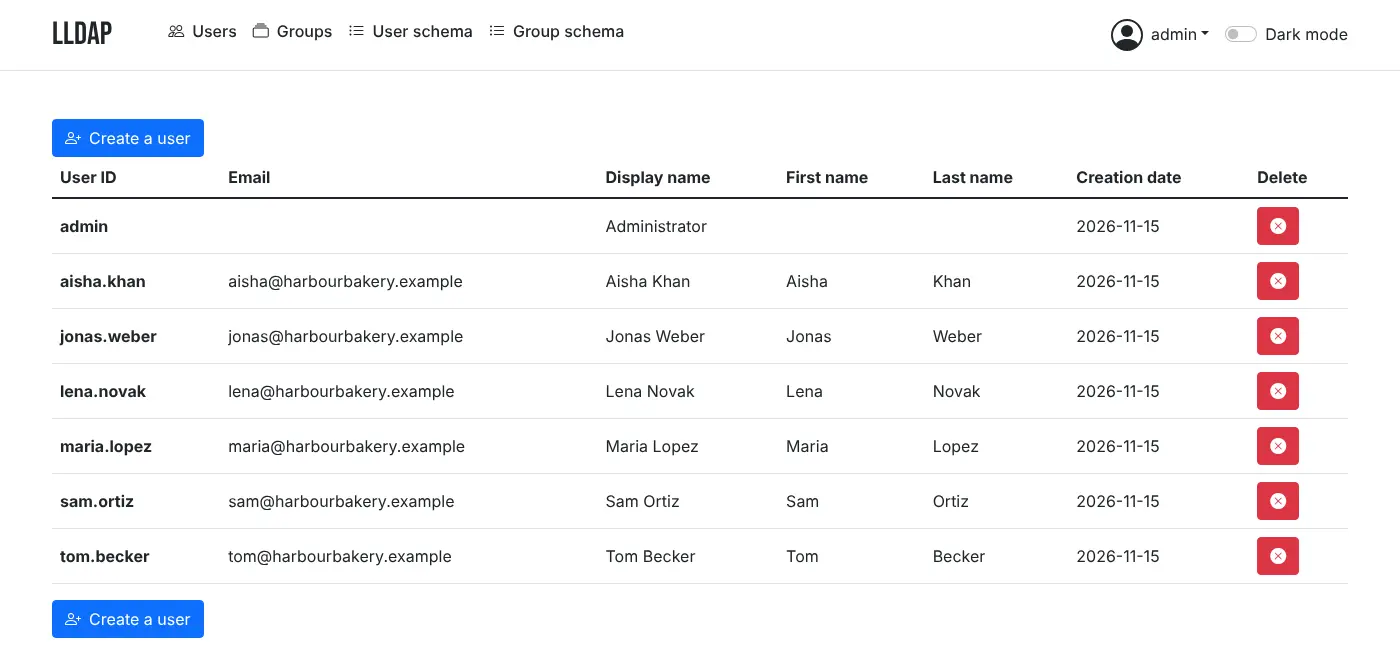 LLDAP Users Groups User schema Group schema admin Dark mode
Create a user
User ID Email Display name First name Last name Creation date Delete
admin Administrator 2026-11-15
aisha.khan aisha@harbourbakery.example Aisha Khan Aisha Khan 2026-11-15
jonas.weber jonas@harbourbakery.example Jonas Weber Jonas Weber 2026-11-15
lena.novak lena@harbourbakery.example Lena Novak Lena Novak 2026-11-15
maria.lopez maria@harbourbakery.example Maria Lopez Maria Lopez 2026-11-15
sam.ortiz sam@harbourbakery.example Sam Ortiz Sam Ortiz 2026-11-15
tom.becker tom@harbourbakery.example Tom Becker Tom Becker 2026-11-15
Create a user